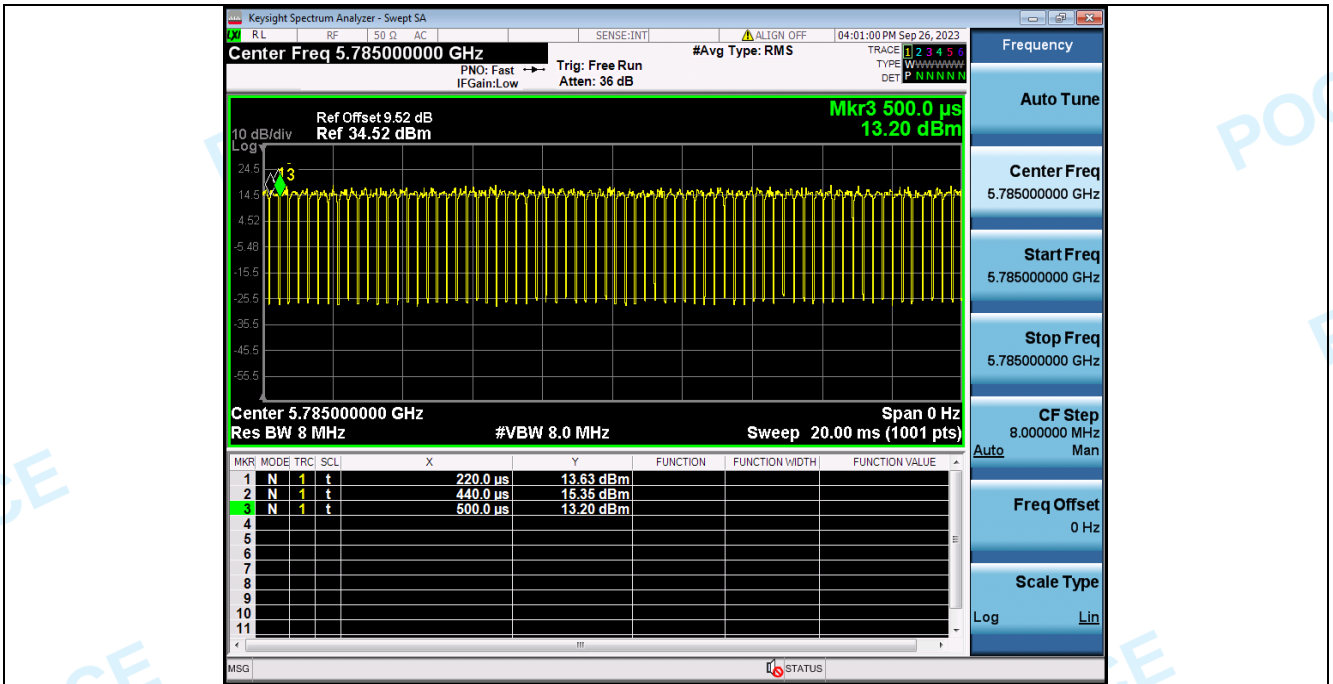 Keysight Spectrum Analyzer - Swept SA
LXI RL RF 50 Ω AC SENSE:INT ALIGN OFF 04:01:00 PM Sep 26, 2023
Center Freq 5.785000000 GHz #Avg Type: RMS TRACE 1 2 3 4 5 6
PNO: Fast Trig: Free Run TYPE WWWWWW
IFGain:Low Atten: 36 dB DET P N N N N N
Frequency
Auto Tune
Center Freq
5.785000000 GHz
Start Freq
5.785000000 GHz
Stop Freq
5.785000000 GHz
CF Step
8.000000 MHz
Auto Man
Freq Offset
0 Hz
Scale Type
Log Lin
Mkr3 500.0 µs
13.20 dBm
Ref Offset 9.52 dB
10 dB/div Ref 34.52 dBm
Log
24.5
14.5
4.52
-5.48
-15.5
-25.5
-35.5
-45.5
-55.5
13
Center 5.785000000 GHz Span 0 Hz
Res BW 8 MHz #VBW 8.0 MHz Sweep 20.00 ms (1001 pts)
MKR MODE TRC SCL X Y FUNCTION FUNCTION WIDTH FUNCTION VALUE
1 N 1 t 220.0 µs 13.63 dBm
2 N 1 t 440.0 µs 15.35 dBm
3 N 1 t 500.0 µs 13.20 dBm
4
5
6
7
8
9
10
11
MSG STATUS